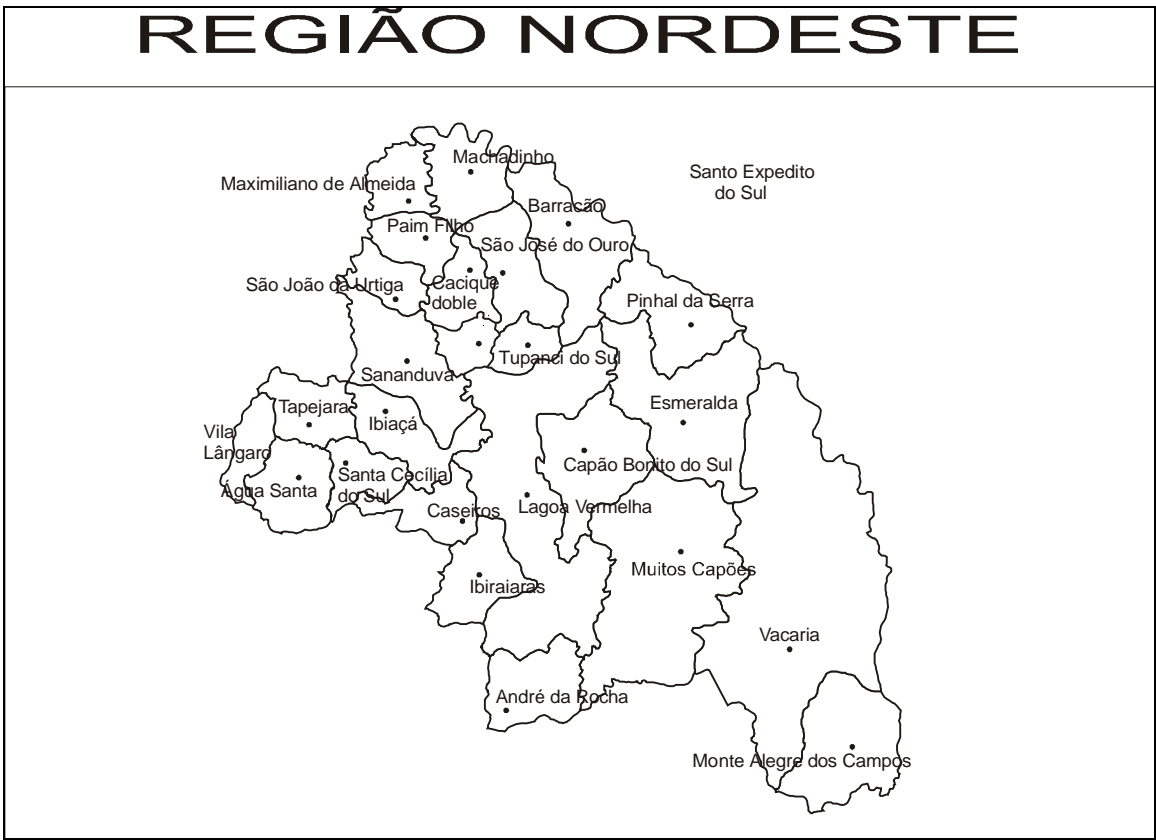 REGIÃO NORDESTE
Machadinho
Santo Expedito
do Sul
Maximiliano de Almeida
Barracão
Paim Filho
São José do Ouro
São João da Urtiga
Cacique
doble
Pinhal da Serra
Tupanci do Sul
Sananduva
Esmeralda
Tapejara
Ibiaçá
Vila
Lângaro
Capão Bonito do Sul
Santa Cecília
do Sul
Água Santa
Caseiros
Lagoa Vermelha
Muitos Capões
Ibiraiaras
Vacaria
André da Rocha
Monte Alegre dos Campos